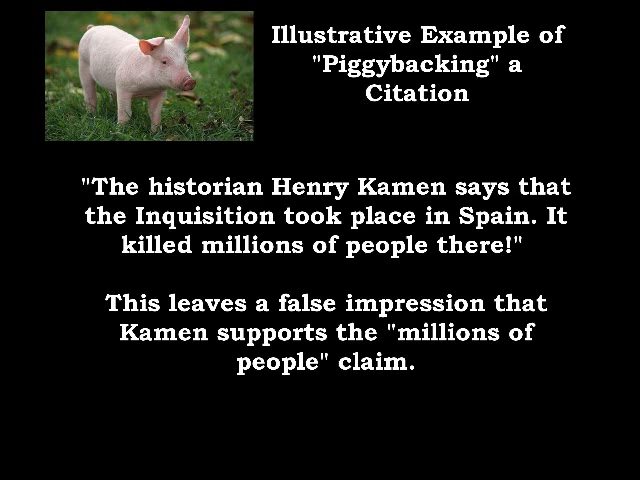 Illustrative Example of
"Piggybacking" a
Citation
"The historian Henry Kamen says that
the Inquisition took place in Spain. It
killed millions of people there!"
This leaves a false impression that
Kamen supports the "millions of
people" claim.